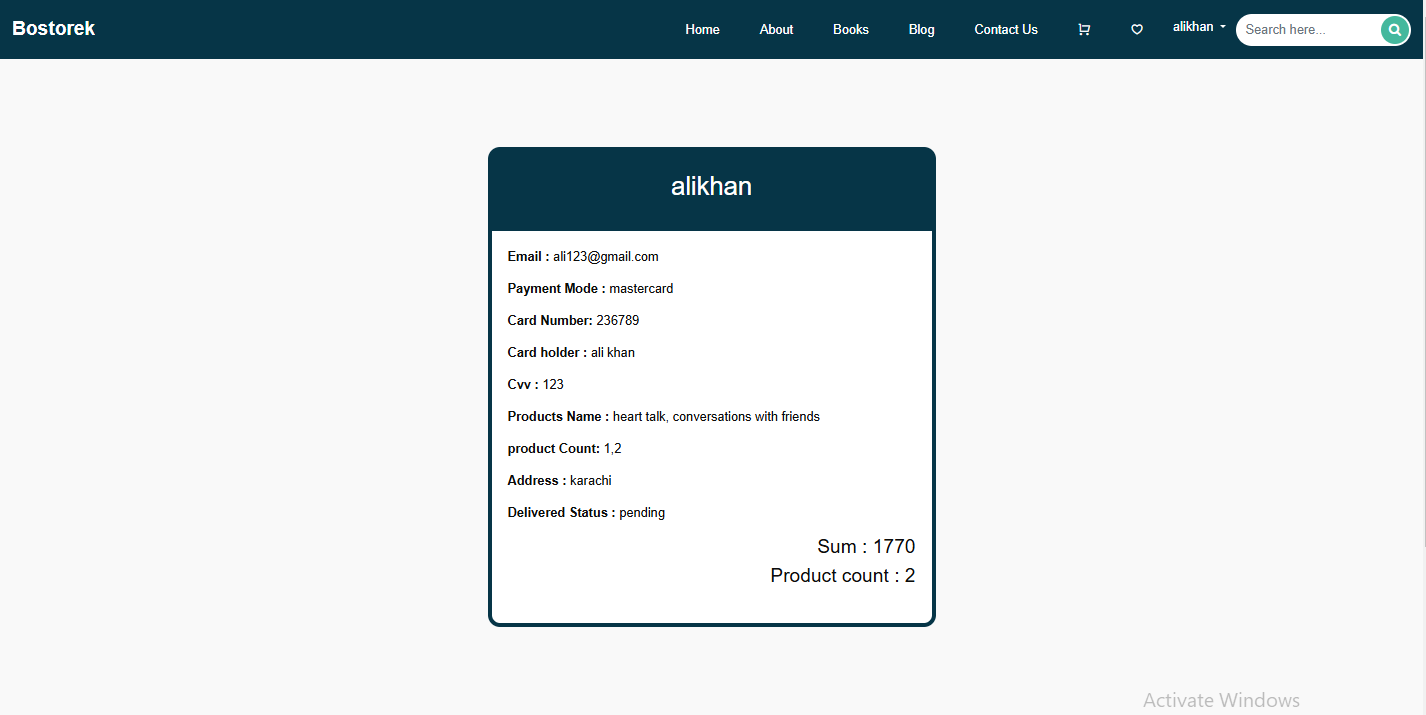 Bostorek
Home About Books Blog Contact Us alikhan Search here...
alikhan
Email : ali123@gmail.com
Payment Mode : mastercard
Card Number: 236789
Card holder : ali khan
Cvv : 123
Products Name : heart talk, conversations with friends
product Count: 1,2
Address : karachi
Delivered Status : pending
Sum : 1770
Product count : 2
Activate Windows